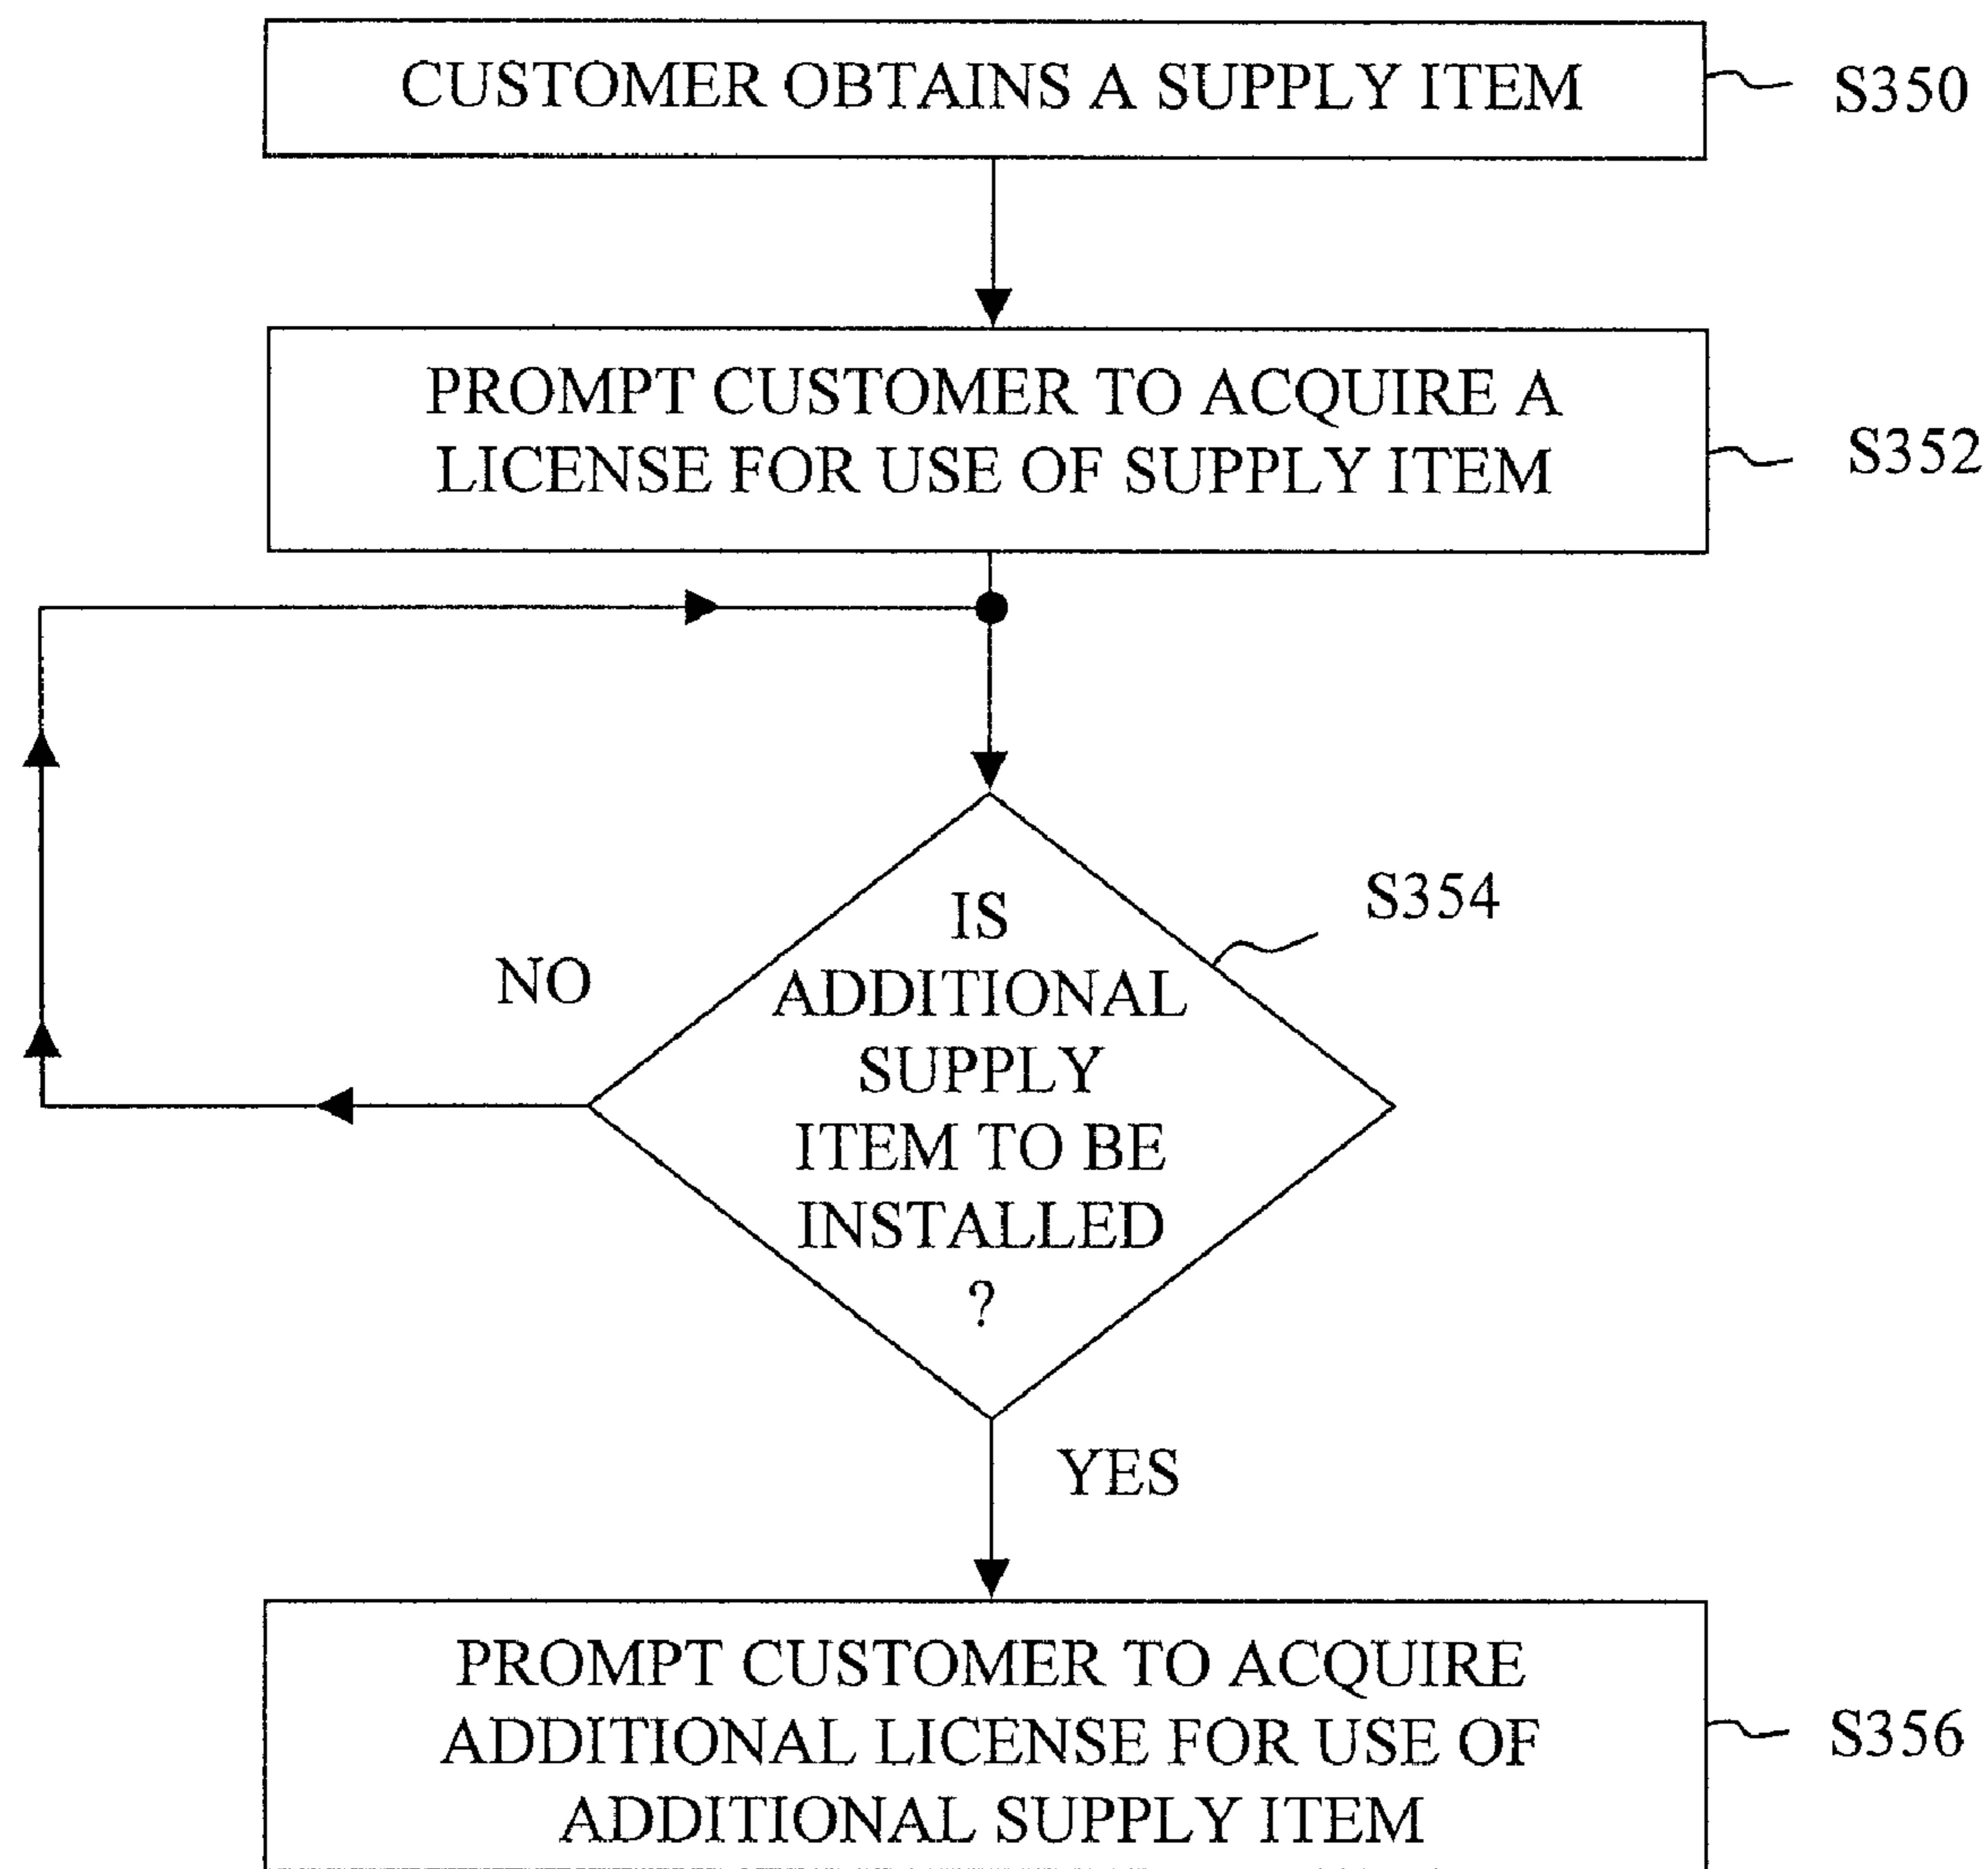 CUSTOMER OBTAINS A SUPPLY ITEM
S350
PROMPT CUSTOMER TO ACQUIRE A
LICENSE FOR USE OF SUPPLY ITEM
S352
IS
ADDITIONAL
SUPPLY
ITEM TO BE
INSTALLED
?
S354
NO
YES
PROMPT CUSTOMER TO ACQUIRE
ADDITIONAL LICENSE FOR USE OF
ADDITIONAL SUPPLY ITEM
S356